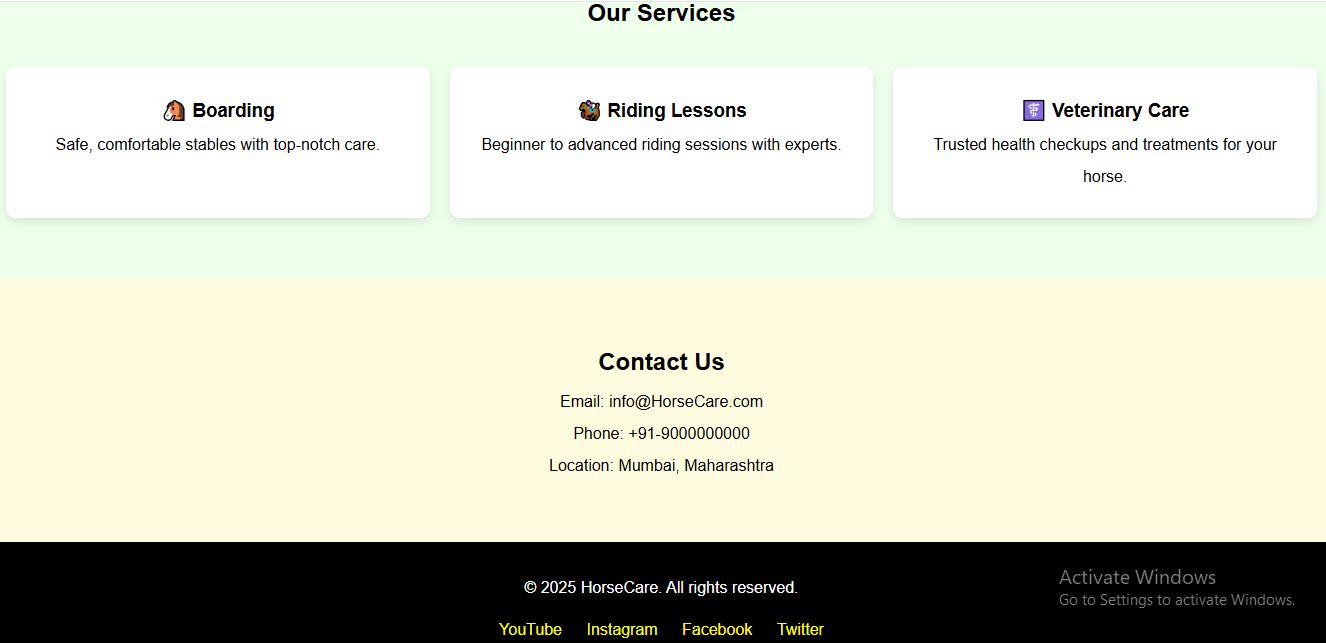 Our Services
Boarding
Safe, comfortable stables with top-notch care.
Riding Lessons
Beginner to advanced riding sessions with experts.
Veterinary Care
Trusted health checkups and treatments for your
horse.
Contact Us
Email: info@HorseCare.com
Phone: +91-9000000000
Location: Mumbai, Maharashtra
© 2025 HorseCare. All rights reserved.
YouTube Instagram Facebook Twitter
Activate Windows
Go to Settings to activate Windows.